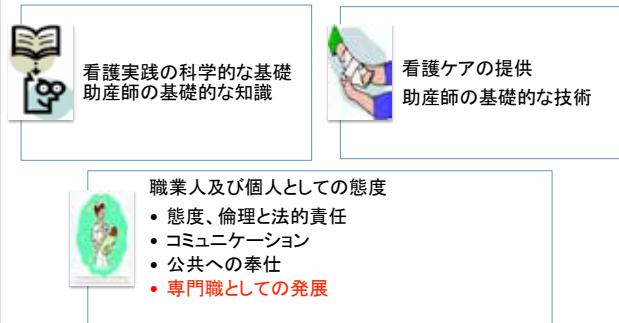 看護実践の科学的な基礎
助産師の基礎的な知識
看護ケアの提供
助産師の基礎的な技術
職業人及び個人としての態度
• 態度、倫理と法的責任
• コミュニケーション
• 公共への奉仕
• 専門職としての発展